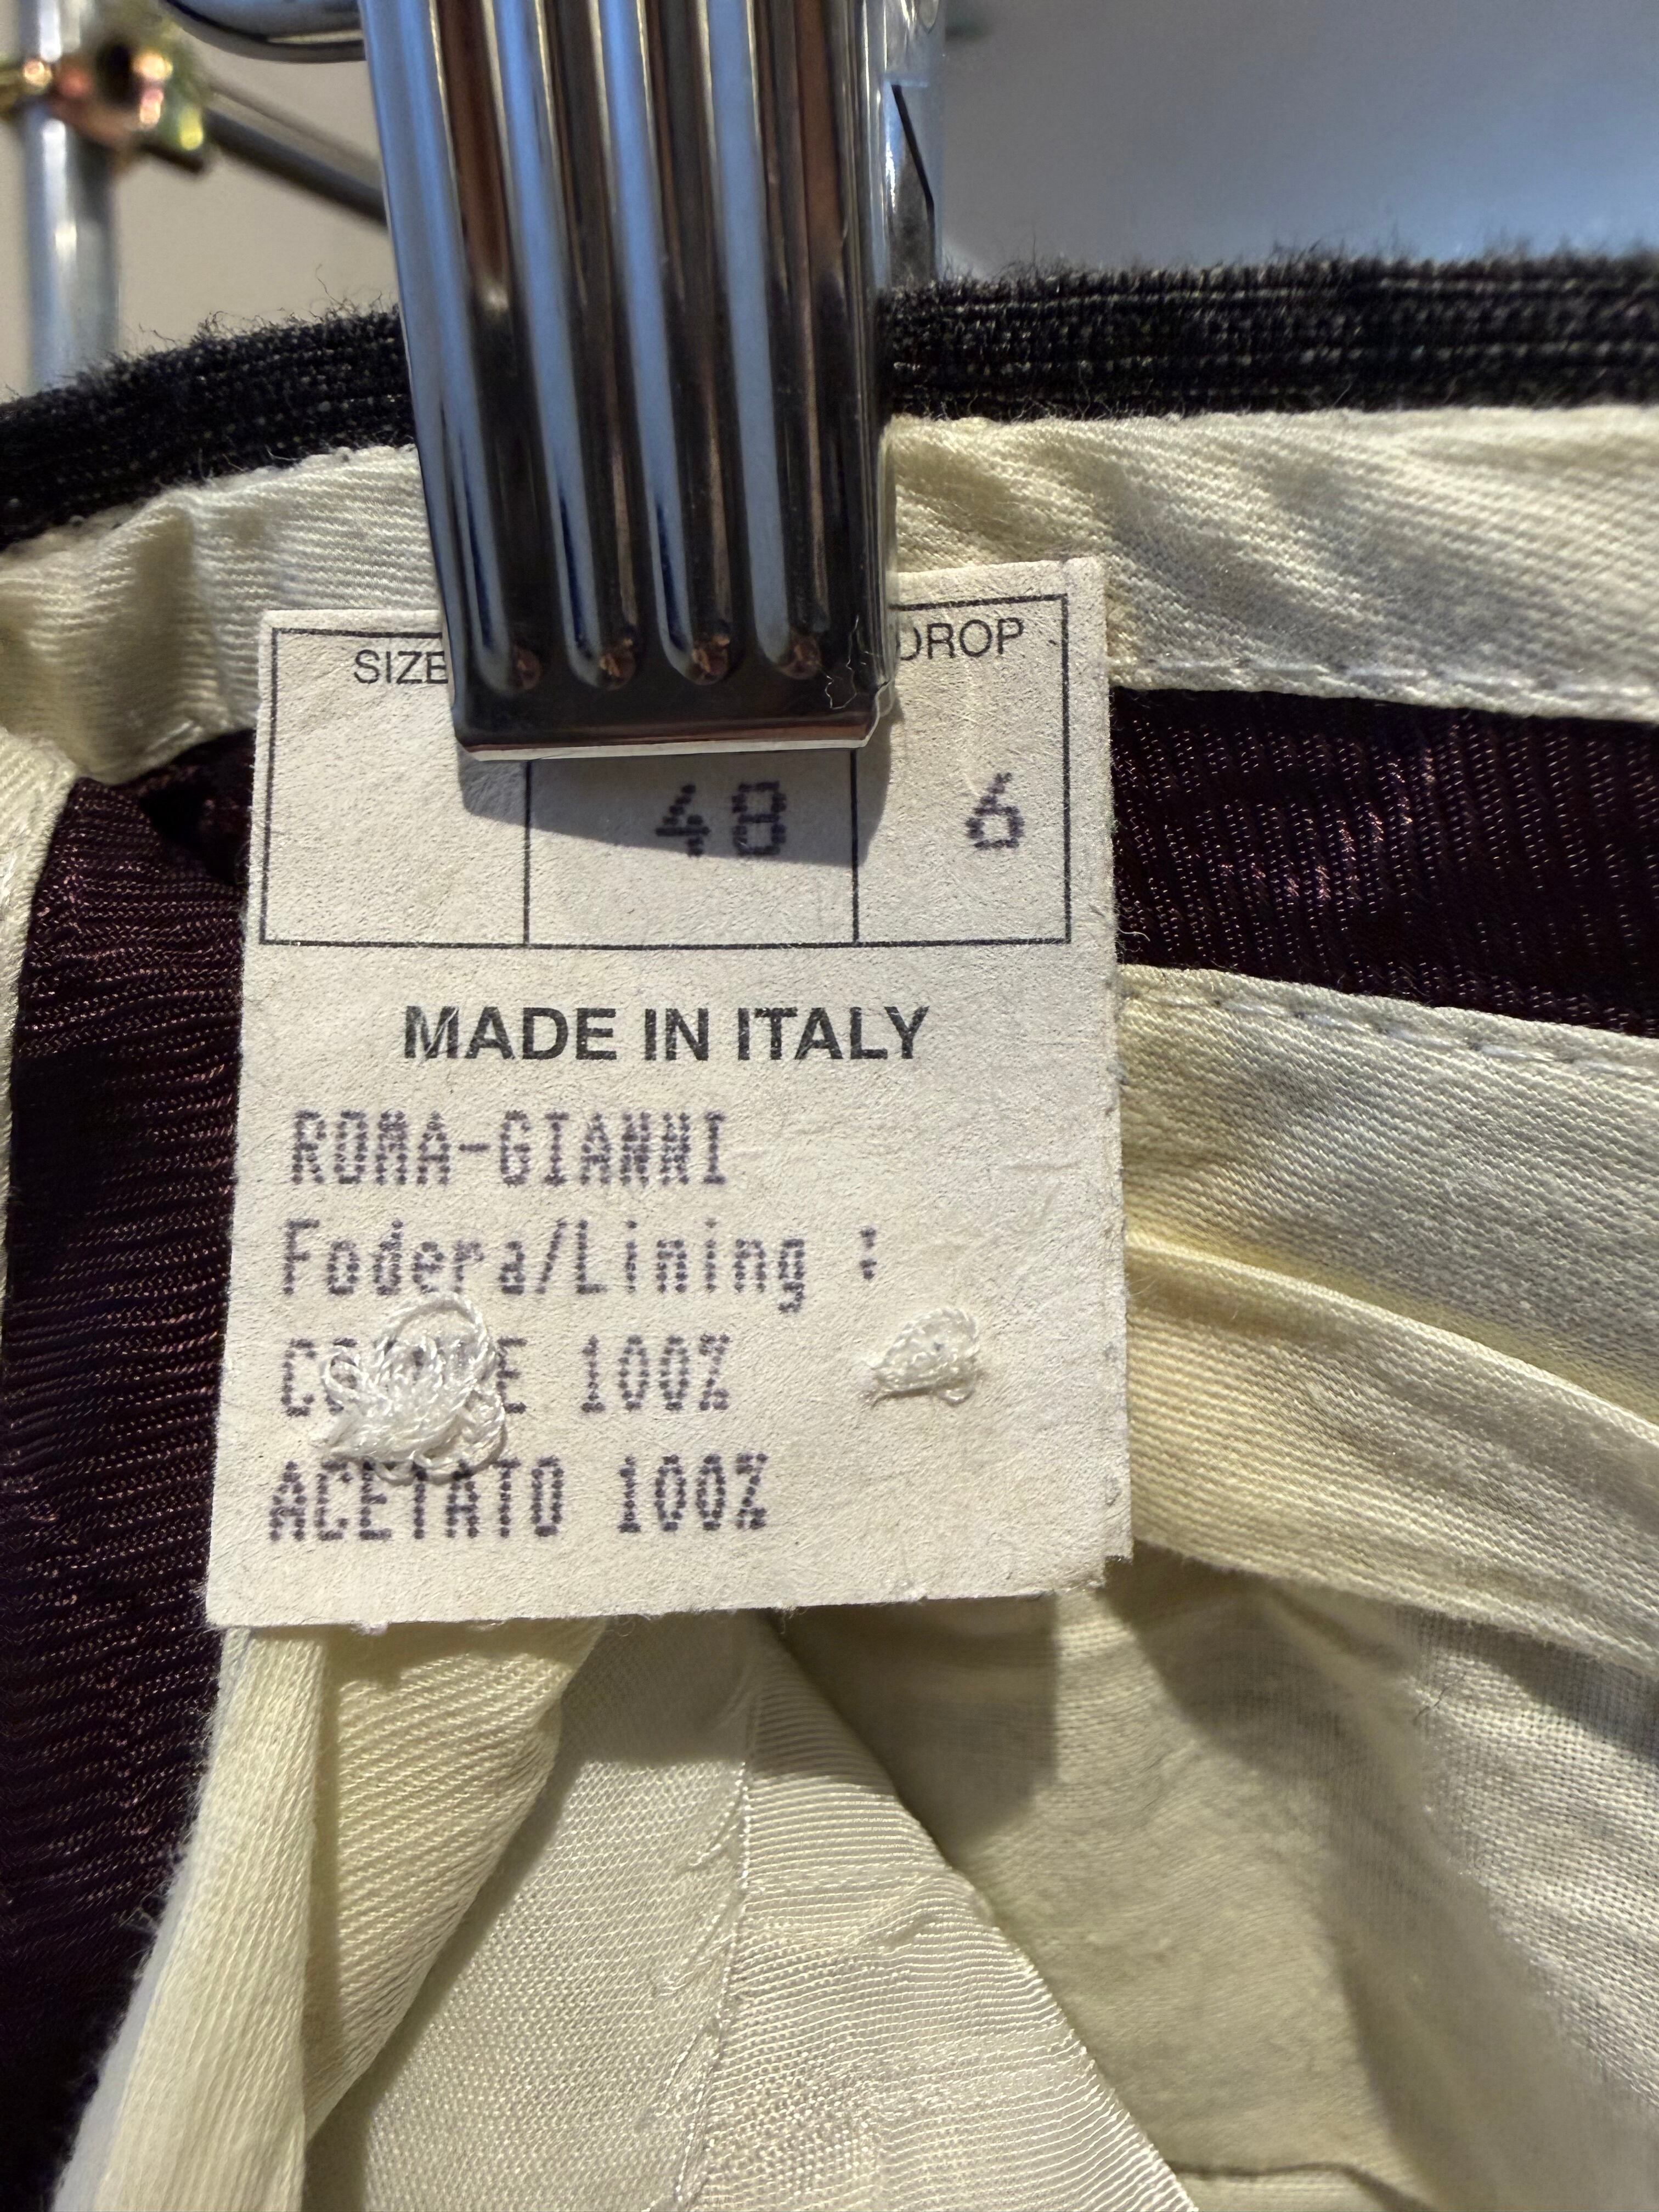 SIZE DROP
48 6
MADE IN ITALY
ROMA-GIANNI
Fodera/Lining :
100%
ACETATO 100%